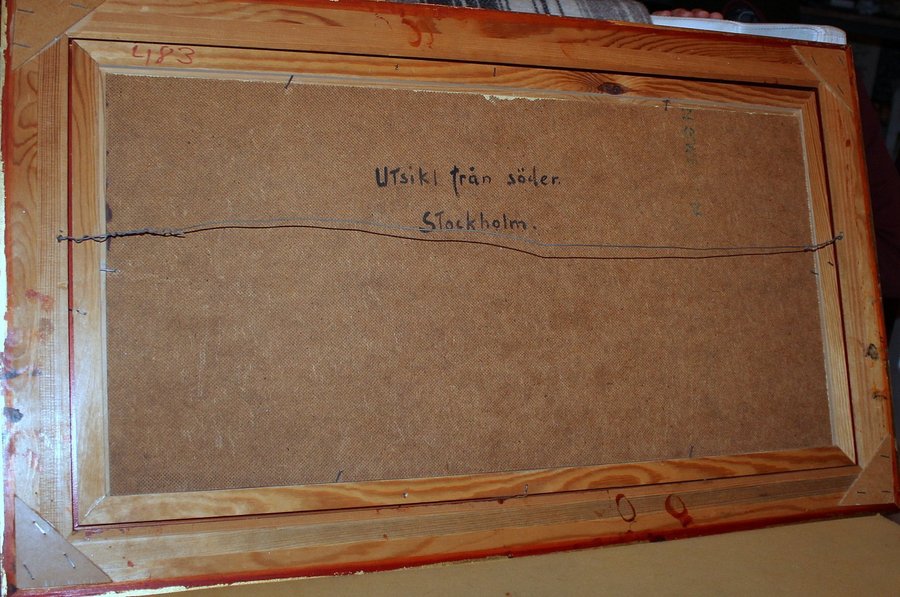 483
Utsikt från söder.
Stockholm.